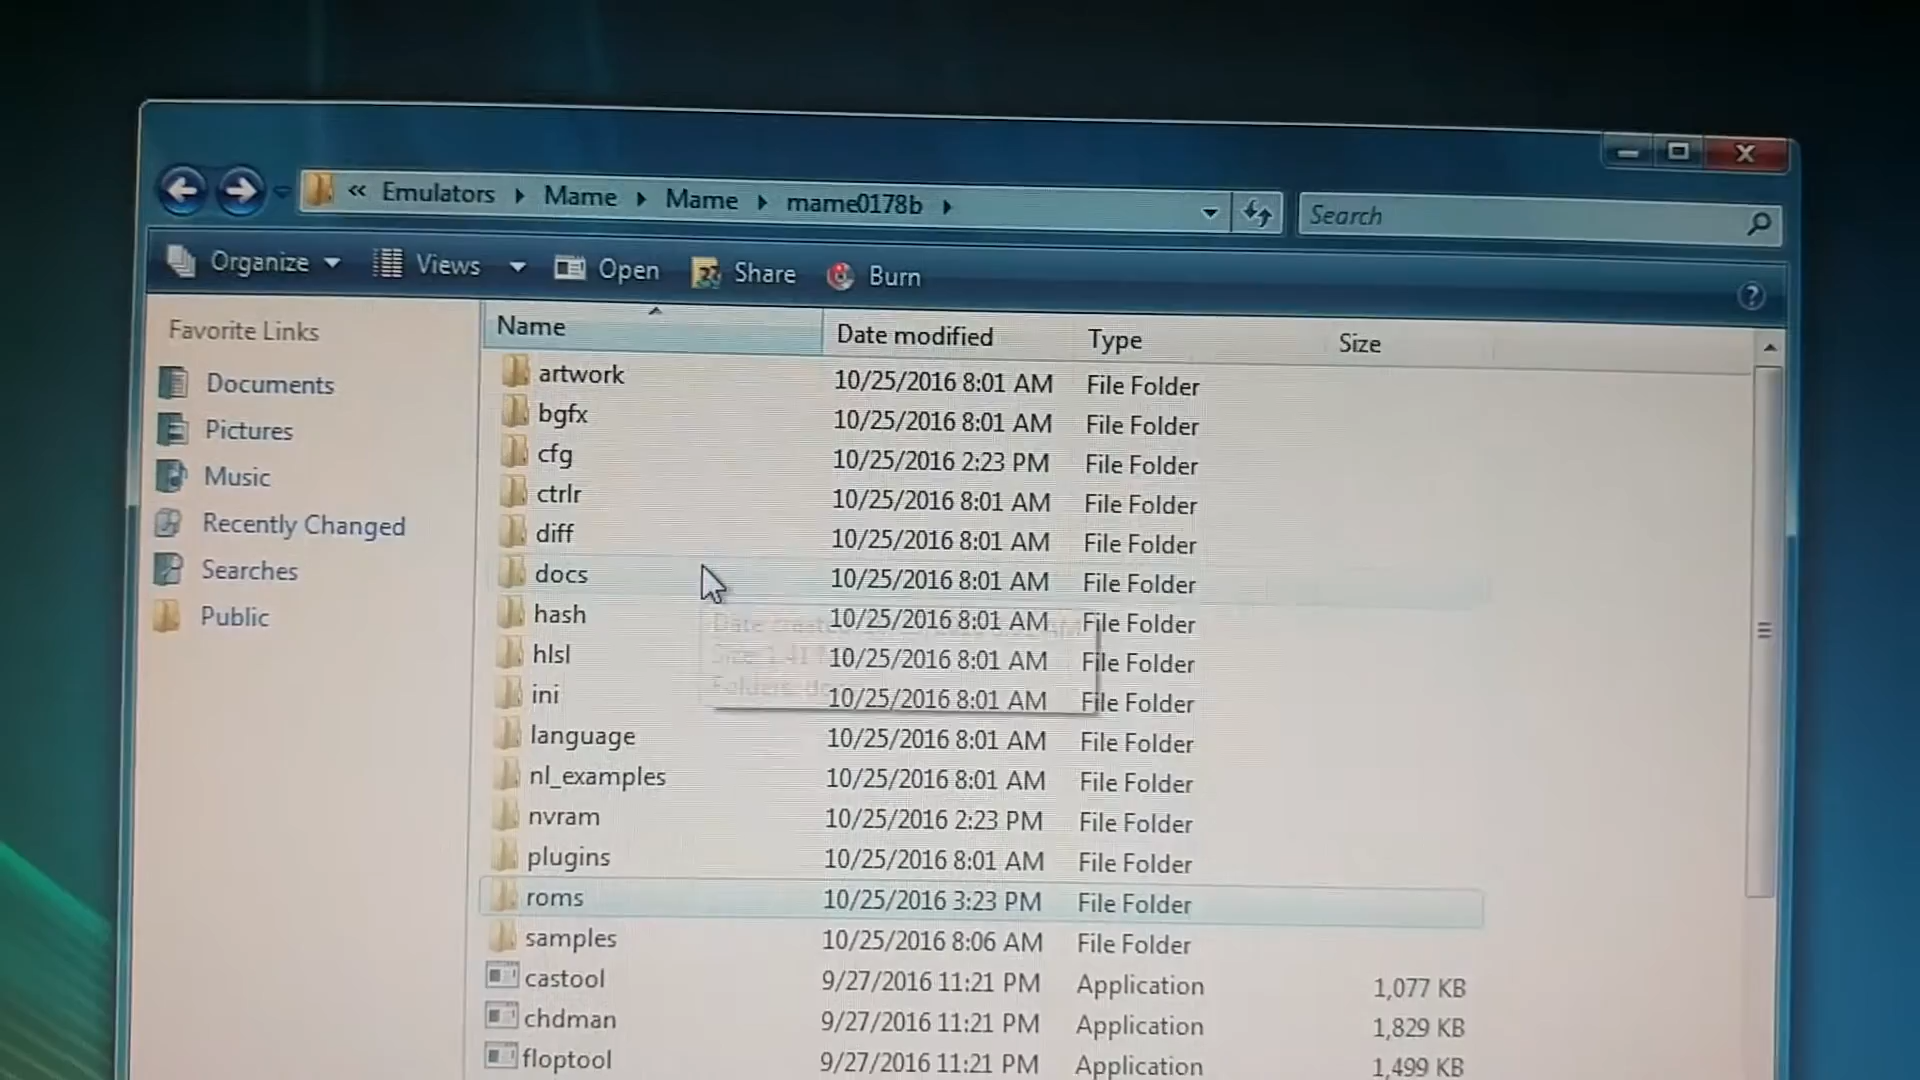 « Emulators Mame Mame mame0178b
Search
Organize Views Open Share Burn
?
Favorite Links
Documents
Pictures
Music
Recently Changed
Searches
Public
Name Date modified Type Size
artwork 10/25/2016 8:01 AM File Folder
bgfx 10/25/2016 8:01 AM File Folder
cfg 10/25/2016 2:23 PM File Folder
ctrlr 10/25/2016 8:01 AM File Folder
diff 10/25/2016 8:01 AM File Folder
docs 10/25/2016 8:01 AM File Folder
hash 10/25/2016 8:01 AM File Folder
hlsl 10/25/2016 8:01 AM File Folder
ini 10/25/2016 8:01 AM File Folder
language 10/25/2016 8:01 AM File Folder
nl_examples 10/25/2016 8:01 AM File Folder
nvram 10/25/2016 2:23 PM File Folder
plugins 10/25/2016 8:01 AM File Folder
roms 10/25/2016 3:23 PM File Folder
samples 10/25/2016 8:06 AM File Folder
castool 9/27/2016 11:21 PM Application 1,077 KB
chdman 9/27/2016 11:21 PM Application 1,829 KB
floptool 9/27/2016 11:21 PM Application 1,499 KB